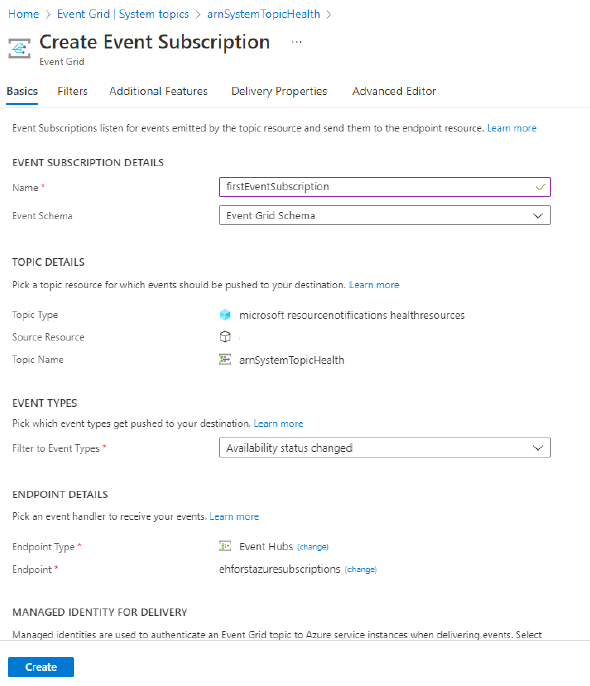 Home > Event Grid | System topics > arnSystemTopicHealth >
Create Event Subscription ...
Event Grid
Basics Filters Additional Features Delivery Properties Advanced Editor
Event Subscriptions listen for events emitted by the topic resource and send them to the endpoint resource. Learn more
EVENT SUBSCRIPTION DETAILS
Name * firstEventSubscription
Event Schema Event Grid Schema
TOPIC DETAILS
Pick a topic resource for which events should be pushed to your destination. Learn more
Topic Type microsoft resourcenotifications healthresources
Source Resource
Topic Name arnSystemTopicHealth
EVENT TYPES
Pick which event types get pushed to your destination. Learn more
Filter to Event Types * Availability status changed
ENDPOINT DETAILS
Pick an event handler to receive your events. Learn more
Endpoint Type * Event Hubs (change)
Endpoint * ehforstazuresubscriptions (change)
MANAGED IDENTITY FOR DELIVERY
Managed identities are used to authenticate an Event Grid topic to Azure service instances when delivering events. Select
Create